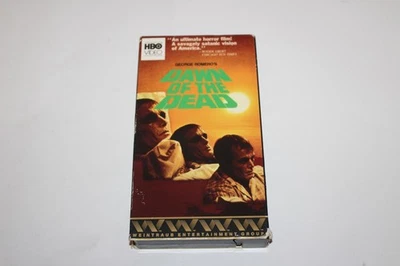 HBO
VIDEO
"An ultimate horror film!
A savagely satanic vision
of America."
GEORGE ROMERO'S
DAWN
OF THE
DEAD
WEINTRAUB ENTERTAINMENT GROUP